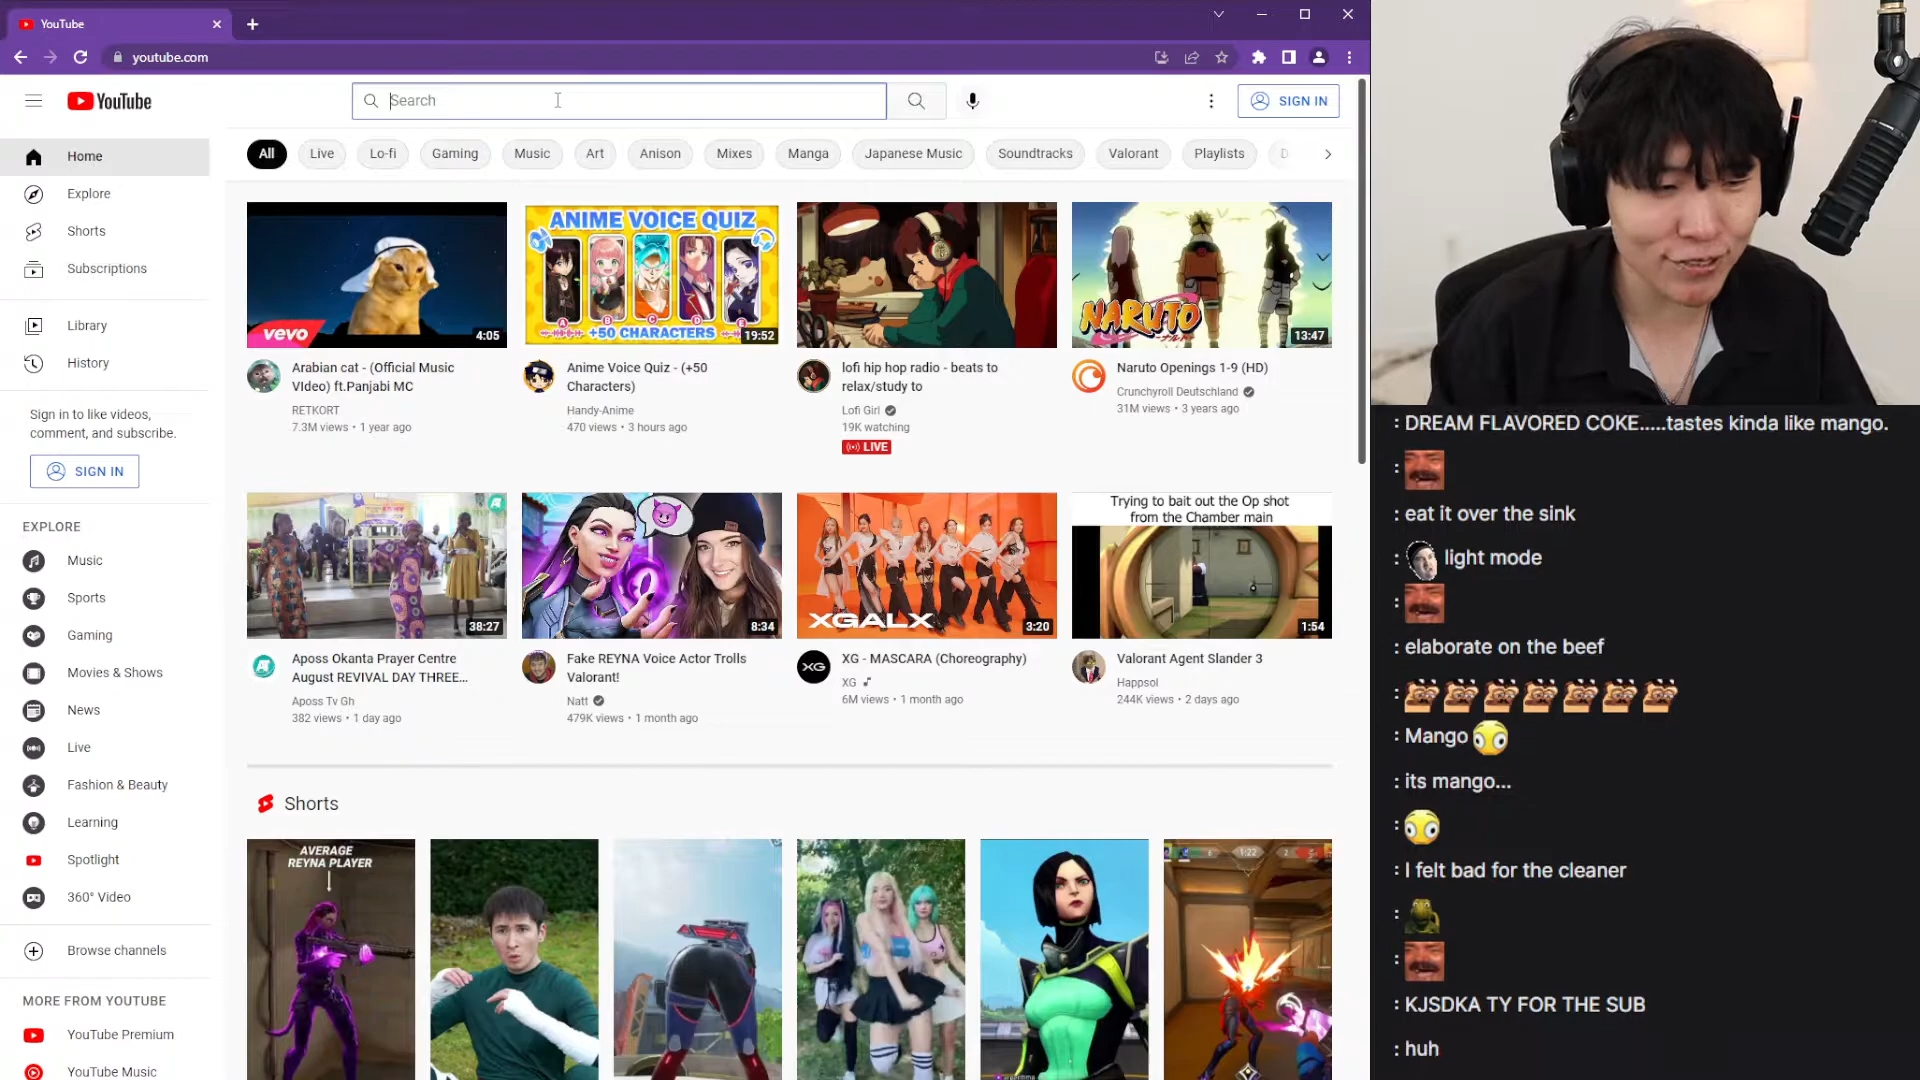 YouTube
youtube.com
YouTube
Search
SIGN IN
All
Live
Lo-fi
Gaming
Music
Art
Anison
Mixes
Manga
Japanese Music
Soundtracks
Valorant
Playlists
Home
Explore
Shorts
Subscriptions
Library
History
Sign in to like videos,
comment, and subscribe.
SIGN IN
EXPLORE
Music
Sports
Gaming
Movies & Shows
News
Live
Fashion & Beauty
Learning
Spotlight
360° Video
Browse channels
MORE FROM YOUTUBE
YouTube Premium
YouTube Music
vevo
4:05
Arabian cat - (Official Music
VIdeo) ft.Panjabi MC
RETKORT
7.3M views • 1 year ago
ANIME VOICE QUIZ
A
B
C
D
E
+50 CHARACTERS
19:52
Anime Voice Quiz - (+50
Characters)
Handy-Anime
470 views • 3 hours ago
lofi hip hop radio - beats to
relax/study to
Lofi Girl
19K watching
LIVE
NARUTO
13:47
Naruto Openings 1-9 (HD)
Crunchyroll Deutschland
31M views • 3 years ago
38:27
Aposs Okanta Prayer Centre
August REVIVAL DAY THREE...
Aposs Tv Gh
382 views • 1 day ago
8:34
Fake REYNA Voice Actor Trolls
Valorant!
Natt
479K views • 1 month ago
XGALX
3:20
XG
XG - MASCARA (Choreography)
XG
6M views • 1 month ago
Trying to bait out the Op shot
from the Chamber main
1:54
Valorant Agent Slander 3
Happsol
244K views • 2 days ago
Shorts
AVERAGE
REYNA PLAYER
6
1:22
2
: DREAM FLAVORED COKE.....tastes kinda like mango.
:
: eat it over the sink
: light mode
:
: elaborate on the beef
:
: Mango
: its mango...
:
: I felt bad for the cleaner
:
:
: KJSDKA TY FOR THE SUB
: huh